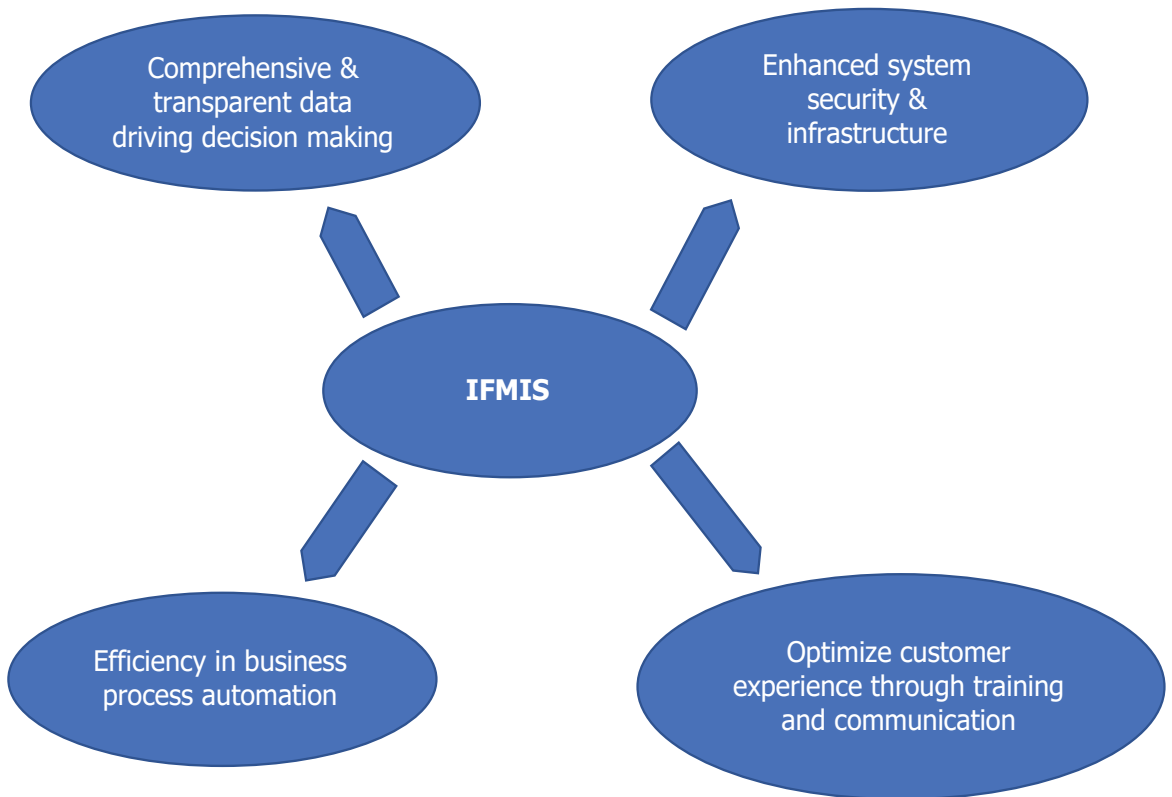 Comprehensive &
transparent data
driving decision making
Enhanced system
security &
infrastructure
IFMIS
Efficiency in business
process automation
Optimize customer
experience through training
and communication